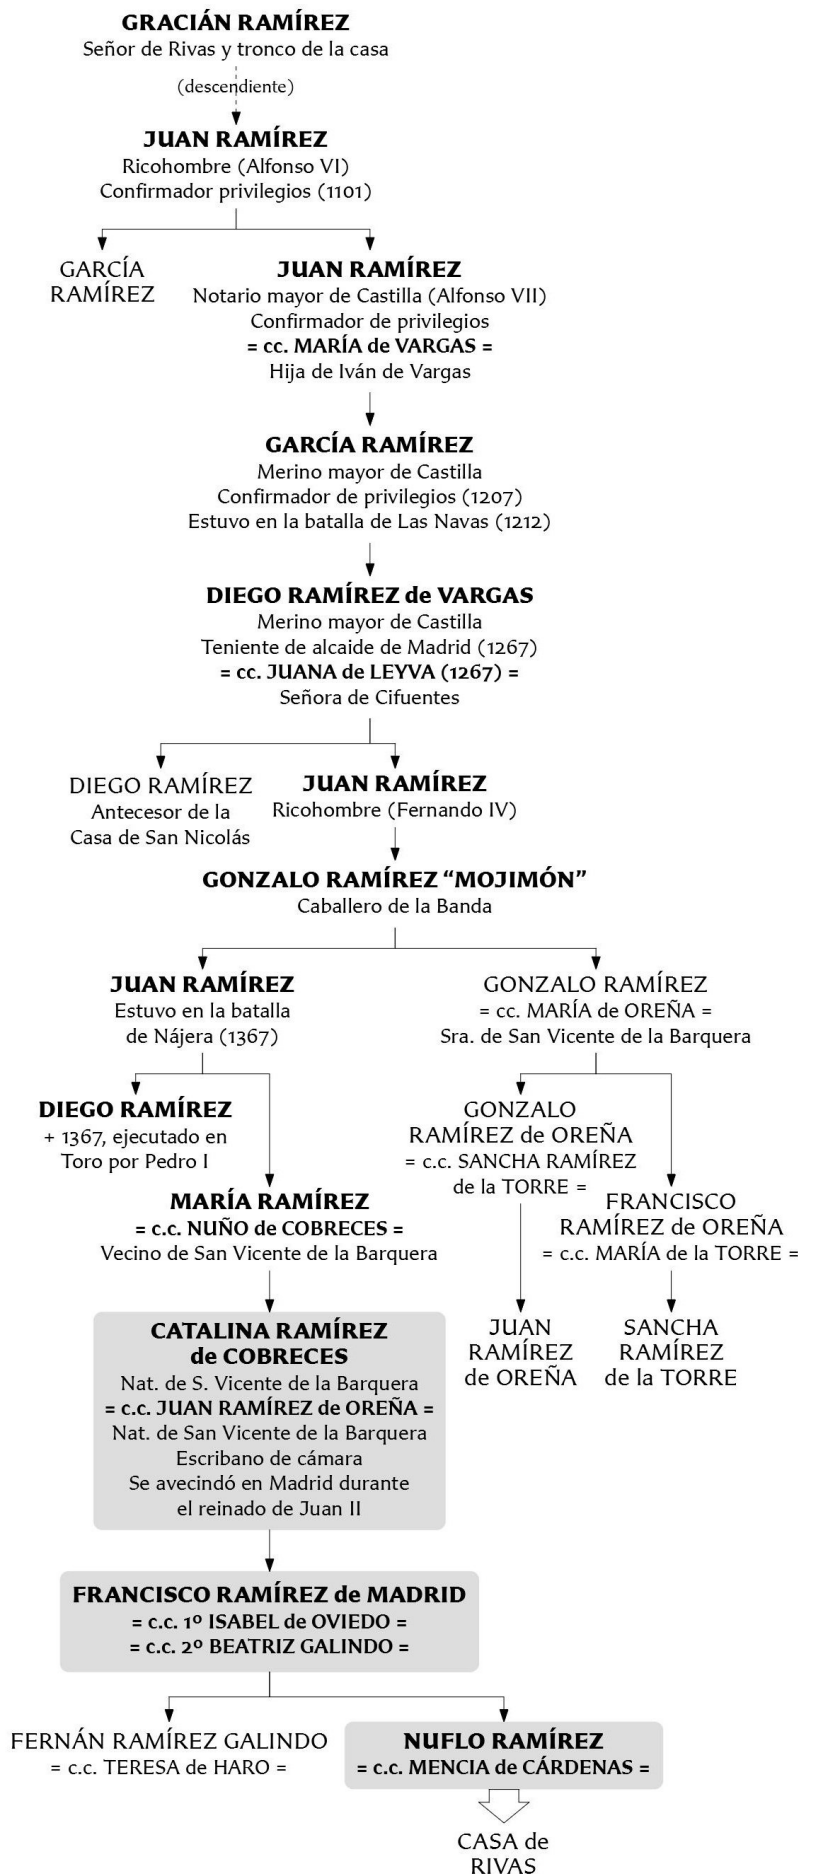 GRACIÁN RAMÍREZ
Señor de Rivas y tronco de la casa
(descendiente)
JUAN RAMÍREZ
Ricohombre (Alfonso VI)
Confirmador privilegios (1101)
GARCÍA
RAMÍREZ
JUAN RAMÍREZ
Notario mayor de Castilla (Alfonso VII)
Confirmador de privilegios
= cc. MARÍA de VARGAS =
Hija de Iván de Vargas
GARCÍA RAMÍREZ
Merino mayor de Castilla
Confirmador de privilegios (1207)
Estuvo en la batalla de Las Navas (1212)
DIEGO RAMÍREZ de VARGAS
Merino mayor de Castilla
Teniente de alcaide de Madrid (1267)
= cc. JUANA de LEYVA (1267) =
Señora de Cifuentes
DIEGO RAMÍREZ
Antecesor de la
Casa de San Nicolás
JUAN RAMÍREZ
Ricohombre (Fernando IV)
GONZALO RAMÍREZ “MOJIMÓN”
Caballero de la Banda
JUAN RAMÍREZ
Estuvo en la batalla
de Nájera (1367)
GONZALO RAMÍREZ
= cc. MARÍA de OREÑA =
Sra. de San Vicente de la Barquera
DIEGO RAMÍREZ
+ 1367, ejecutado en
Toro por Pedro I
MARÍA RAMÍREZ
= c.c. NUÑO de COBRECES =
Vecino de San Vicente de la Barquera
GONZALO
RAMÍREZ de OREÑA
= c.c. SANCHA RAMÍREZ
de la TORRE =
FRANCISCO
RAMÍREZ de OREÑA
= c.c. MARÍA de la TORRE =
CATALINA RAMÍREZ
de COBRECES
Nat. de S. Vicente de la Barquera
= c.c. JUAN RAMÍREZ de OREÑA =
Nat. de San Vicente de la Barquera
Escribano de cámara
Se avecindó en Madrid durante
el reinado de Juan II
JUAN
RAMÍREZ
de OREÑA
SANCHA
RAMÍREZ
de la TORRE
FRANCISCO RAMÍREZ de MADRID
= c.c. 1º ISABEL de OVIEDO =
= c.c. 2º BEATRIZ GALINDO =
FERNÁN RAMÍREZ GALINDO
= c.c. TERESA de HARO =
NUFLO RAMÍREZ
= c.c. MENCIA de CÁRDENAS =
CASA de
RIVAS